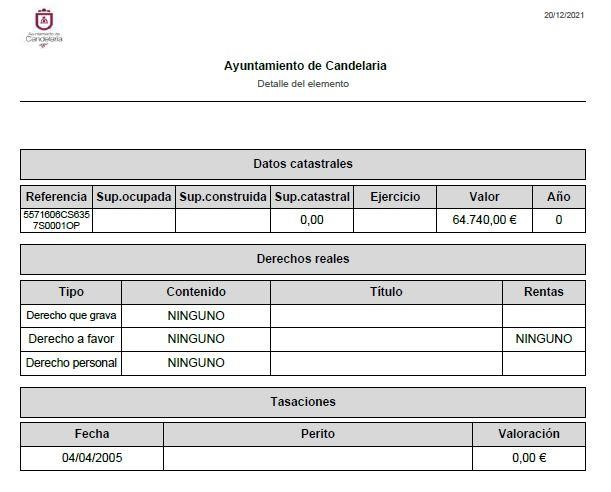 20/12/2021
Ayuntamiento de
Candelaria
Ayuntamiento de Candelaria
Detalle del elemento
Datos catastrales
Referencia Sup.ocupada Sup.construida Sup.catastral Ejercicio Valor Año
5571606CS635
7S0001OP 0,00 64.740,00 € 0
Derechos reales
Tipo Contenido Título Rentas
Derecho que grava NINGUNO
Derecho a favor NINGUNO NINGUNO
Derecho personal NINGUNO
Tasaciones
Fecha Perito Valoración
04/04/2005 0,00 €